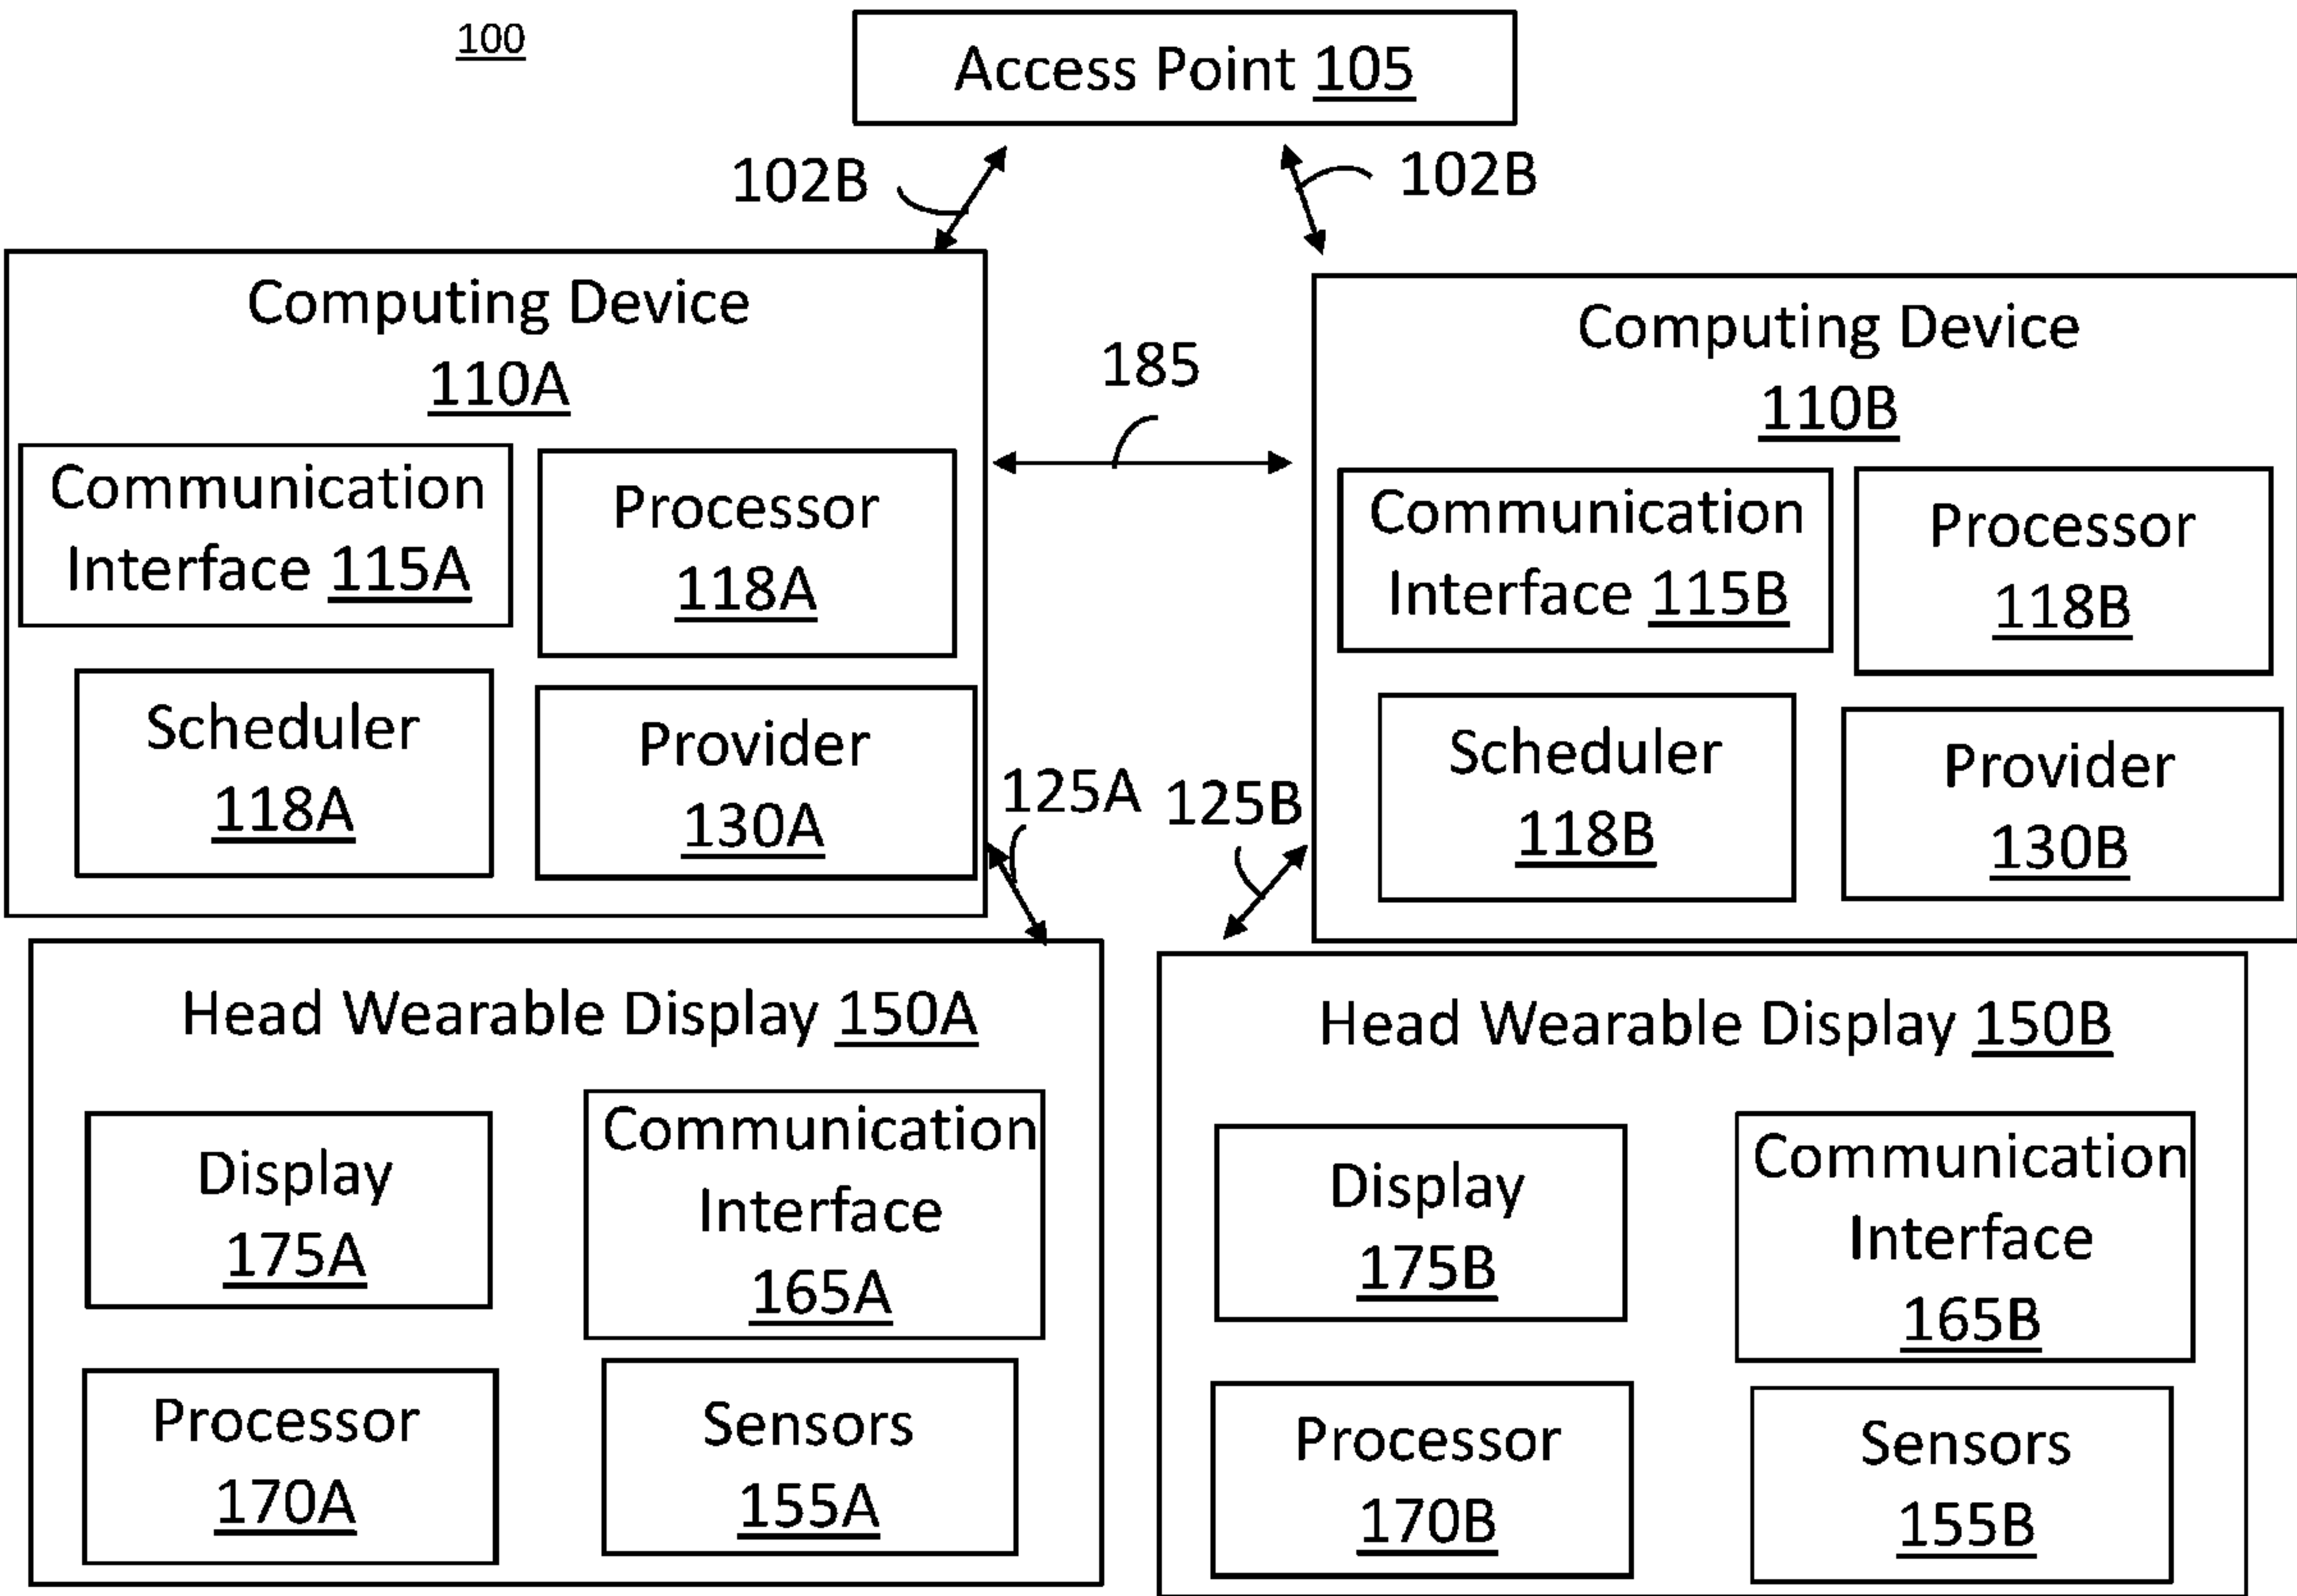 100
Access Point 105
102B
102B
Computing Device
110A
Communication
Interface 115A
Processor
118A
Scheduler
118A
Provider
130A
185
Computing Device
110B
Communication
Interface 115B
Processor
118B
Scheduler
118B
Provider
130B
125A
125B
Head Wearable Display 150A
Display
175A
Communication
Interface
165A
Processor
170A
Sensors
155A
Head Wearable Display 150B
Display
175B
Communication
Interface
165B
Processor
170B
Sensors
155B